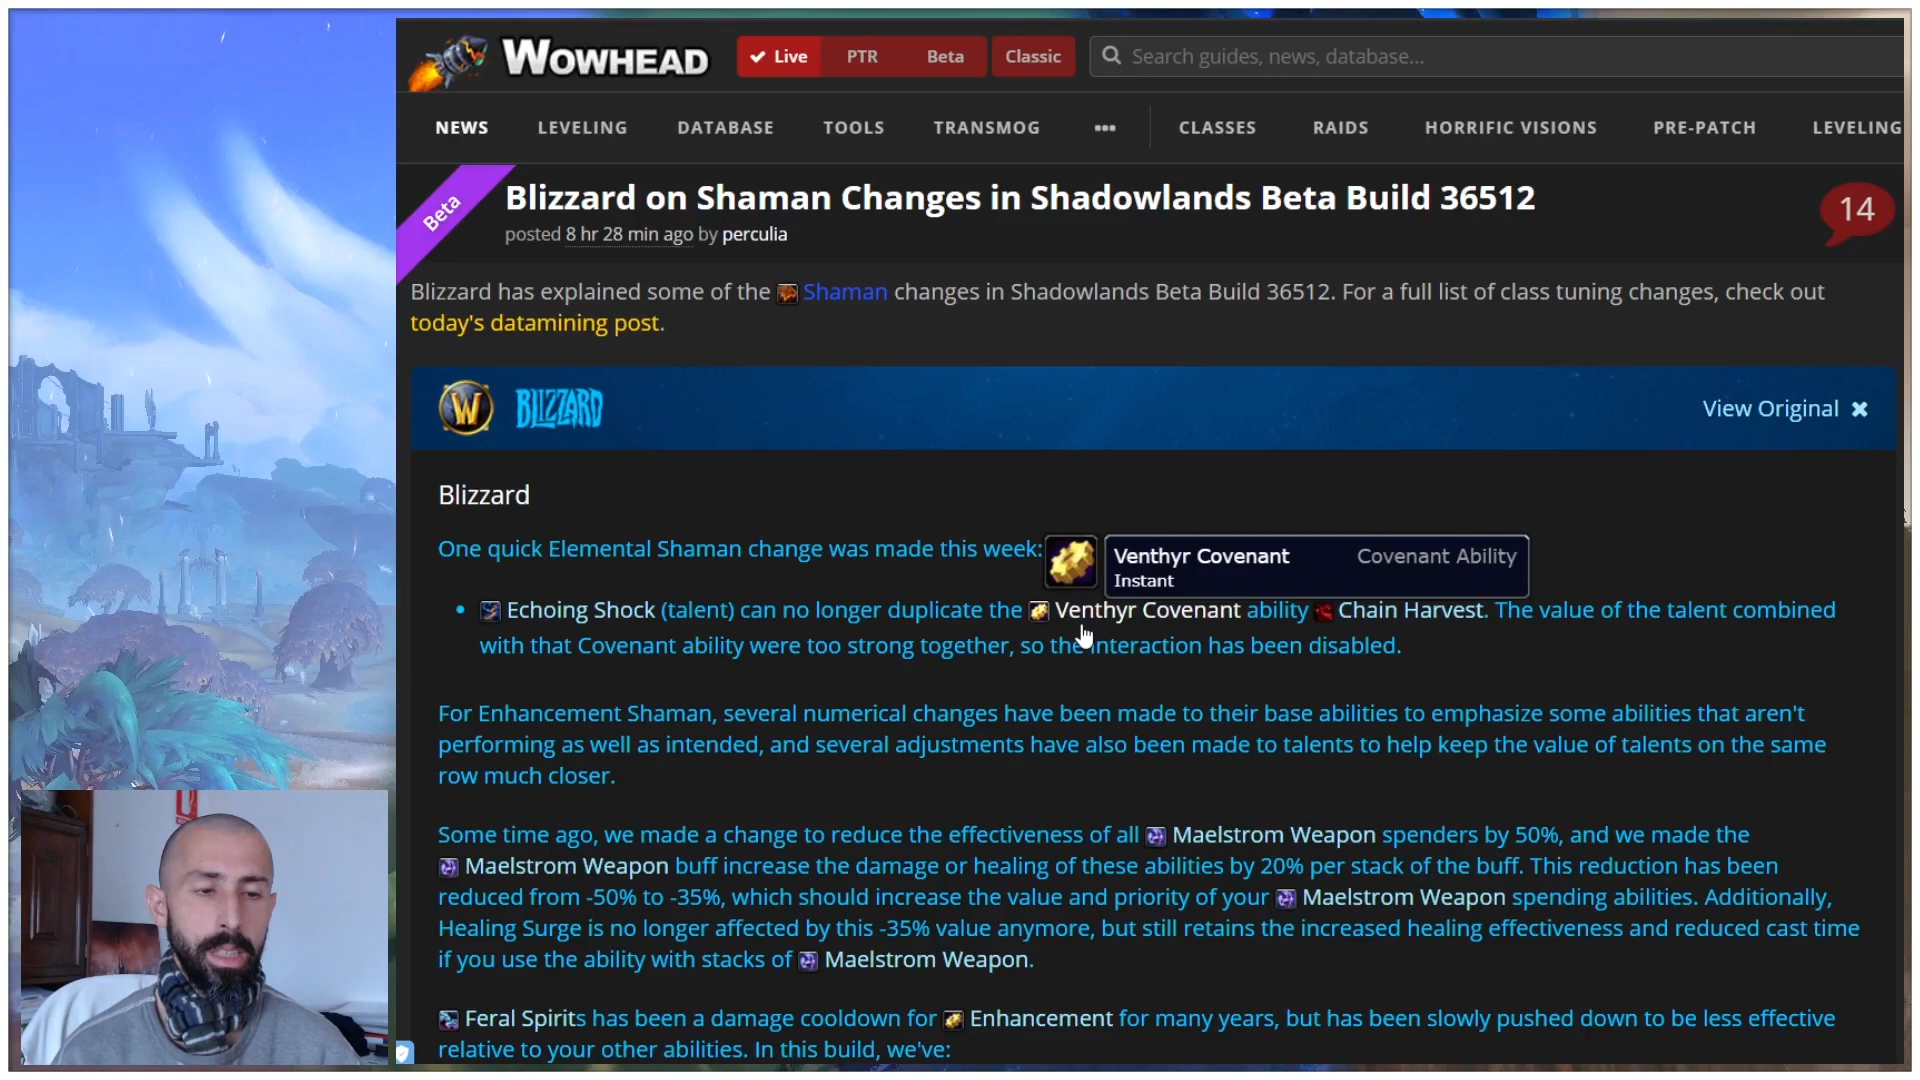 WOWHEAD
Live PTR Beta Classic
Search guides, news, database...
NEWS LEVELING DATABASE TOOLS TRANSMOG ••• CLASSES RAIDS HORRIFIC VISIONS PRE-PATCH LEVELING
Beta
Blizzard on Shaman Changes in Shadowlands Beta Build 36512
14
posted 8 hr 28 min ago by perculia
Blizzard has explained some of the Shaman changes in Shadowlands Beta Build 36512. For a full list of class tuning changes, check out
today's datamining post.
W BLIZZARD
View Original
Blizzard
One quick Elemental Shaman change was made this week:
Venthyr Covenant Covenant Ability
Instant
• Echoing Shock (talent) can no longer duplicate the Venthyr Covenant ability Chain Harvest. The value of the talent combined
with that Covenant ability were too strong together, so the interaction has been disabled.
For Enhancement Shaman, several numerical changes have been made to their base abilities to emphasize some abilities that aren't
performing as well as intended, and several adjustments have also been made to talents to help keep the value of talents on the same
row much closer.
Some time ago, we made a change to reduce the effectiveness of all Maelstrom Weapon spenders by 50%, and we made the
Maelstrom Weapon buff increase the damage or healing of these abilities by 20% per stack of the buff. This reduction has been
reduced from -50% to -35%, which should increase the value and priority of your Maelstrom Weapon spending abilities. Additionally,
Healing Surge is no longer affected by this -35% value anymore, but still retains the increased healing effectiveness and reduced cast time
if you use the ability with stacks of Maelstrom Weapon.
Feral Spirits has been a damage cooldown for Enhancement for many years, but has been slowly pushed down to be less effective
relative to your other abilities. In this build, we've: